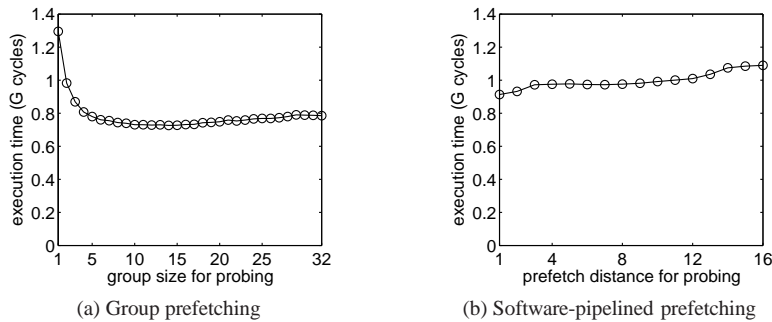 1.4
1.2
1
0.8
0.6
0.4
0.2
0
execution time (G cycles)
1 5 10 15 20 25 32
group size for probing
(a) Group prefetching
1.4
1.2
1
0.8
0.6
0.4
0.2
0
execution time (G cycles)
1 4 8 12 16
prefetch distance for probing
(b) Software-pipelined prefetching